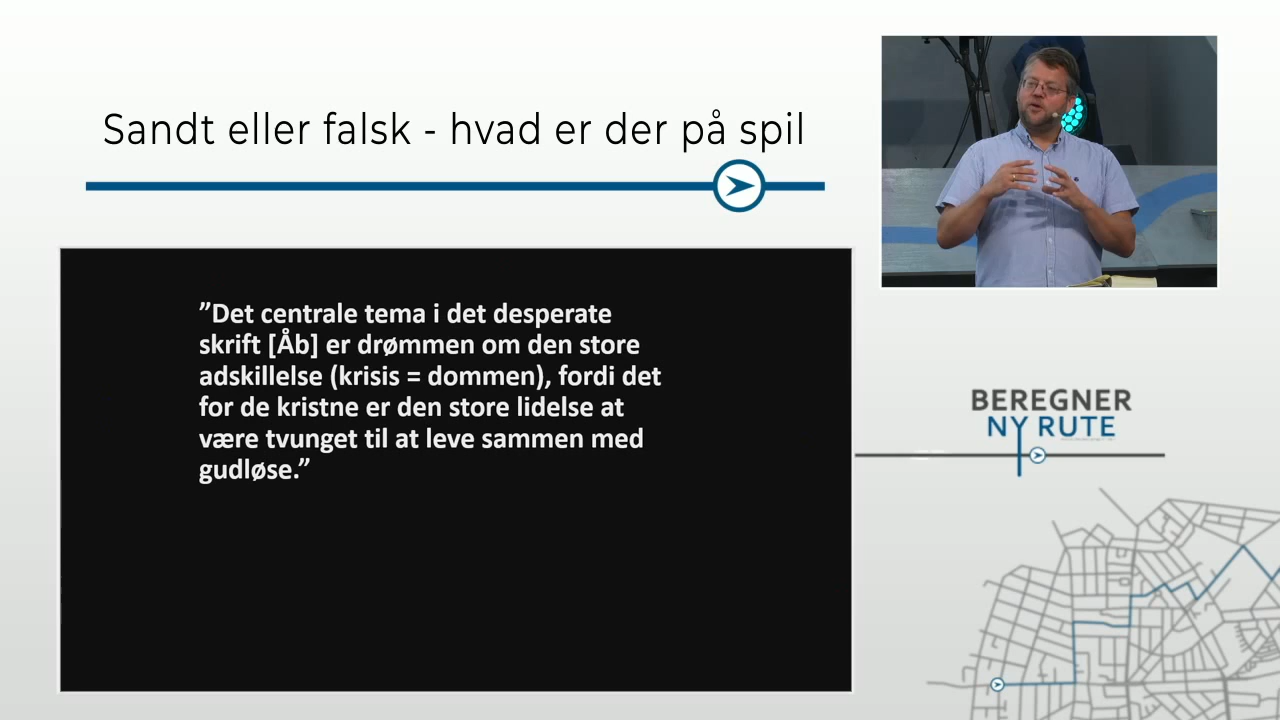 Sandt eller falsk - hvad er der på spil
”Det centrale tema i det desperate
skrift [Åb] er drømmen om den store
adskillelse (krisis = dommen), fordi det
for de kristne er den store lidelse at
være tvunget til at leve sammen med
gudløse.”
BEREGNER
NY RUTE